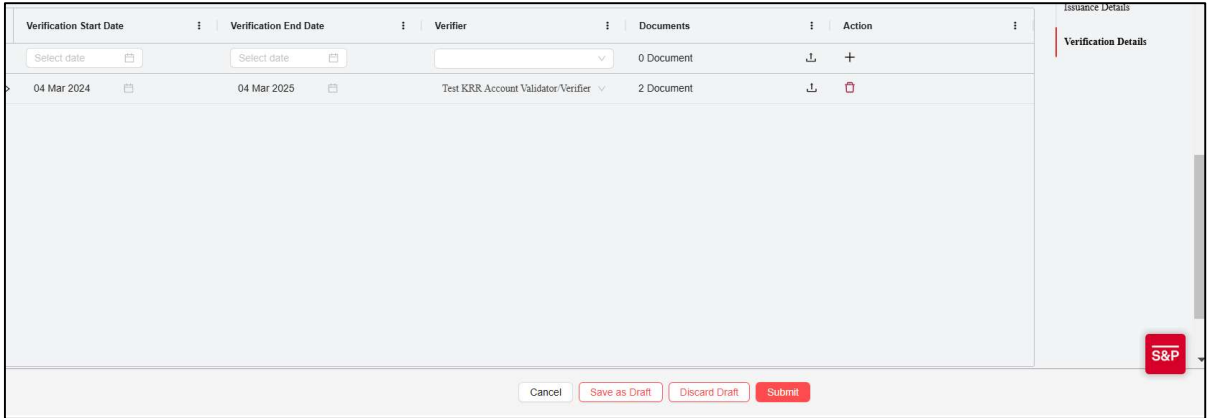 Issuance Details
Verification Start Date Verification End Date Verifier Documents Action
Verification Details
Select date Select date 0 Document
04 Mar 2024 04 Mar 2025 Test KRR Account Validator/Verifier 2 Document
S&P
Cancel Save as Draft Discard Draft Submit